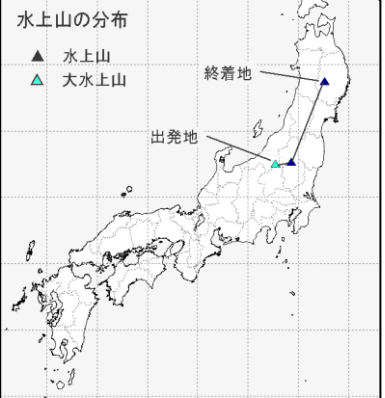 水上山の分布
水上山
大水上山
終着地
出発地